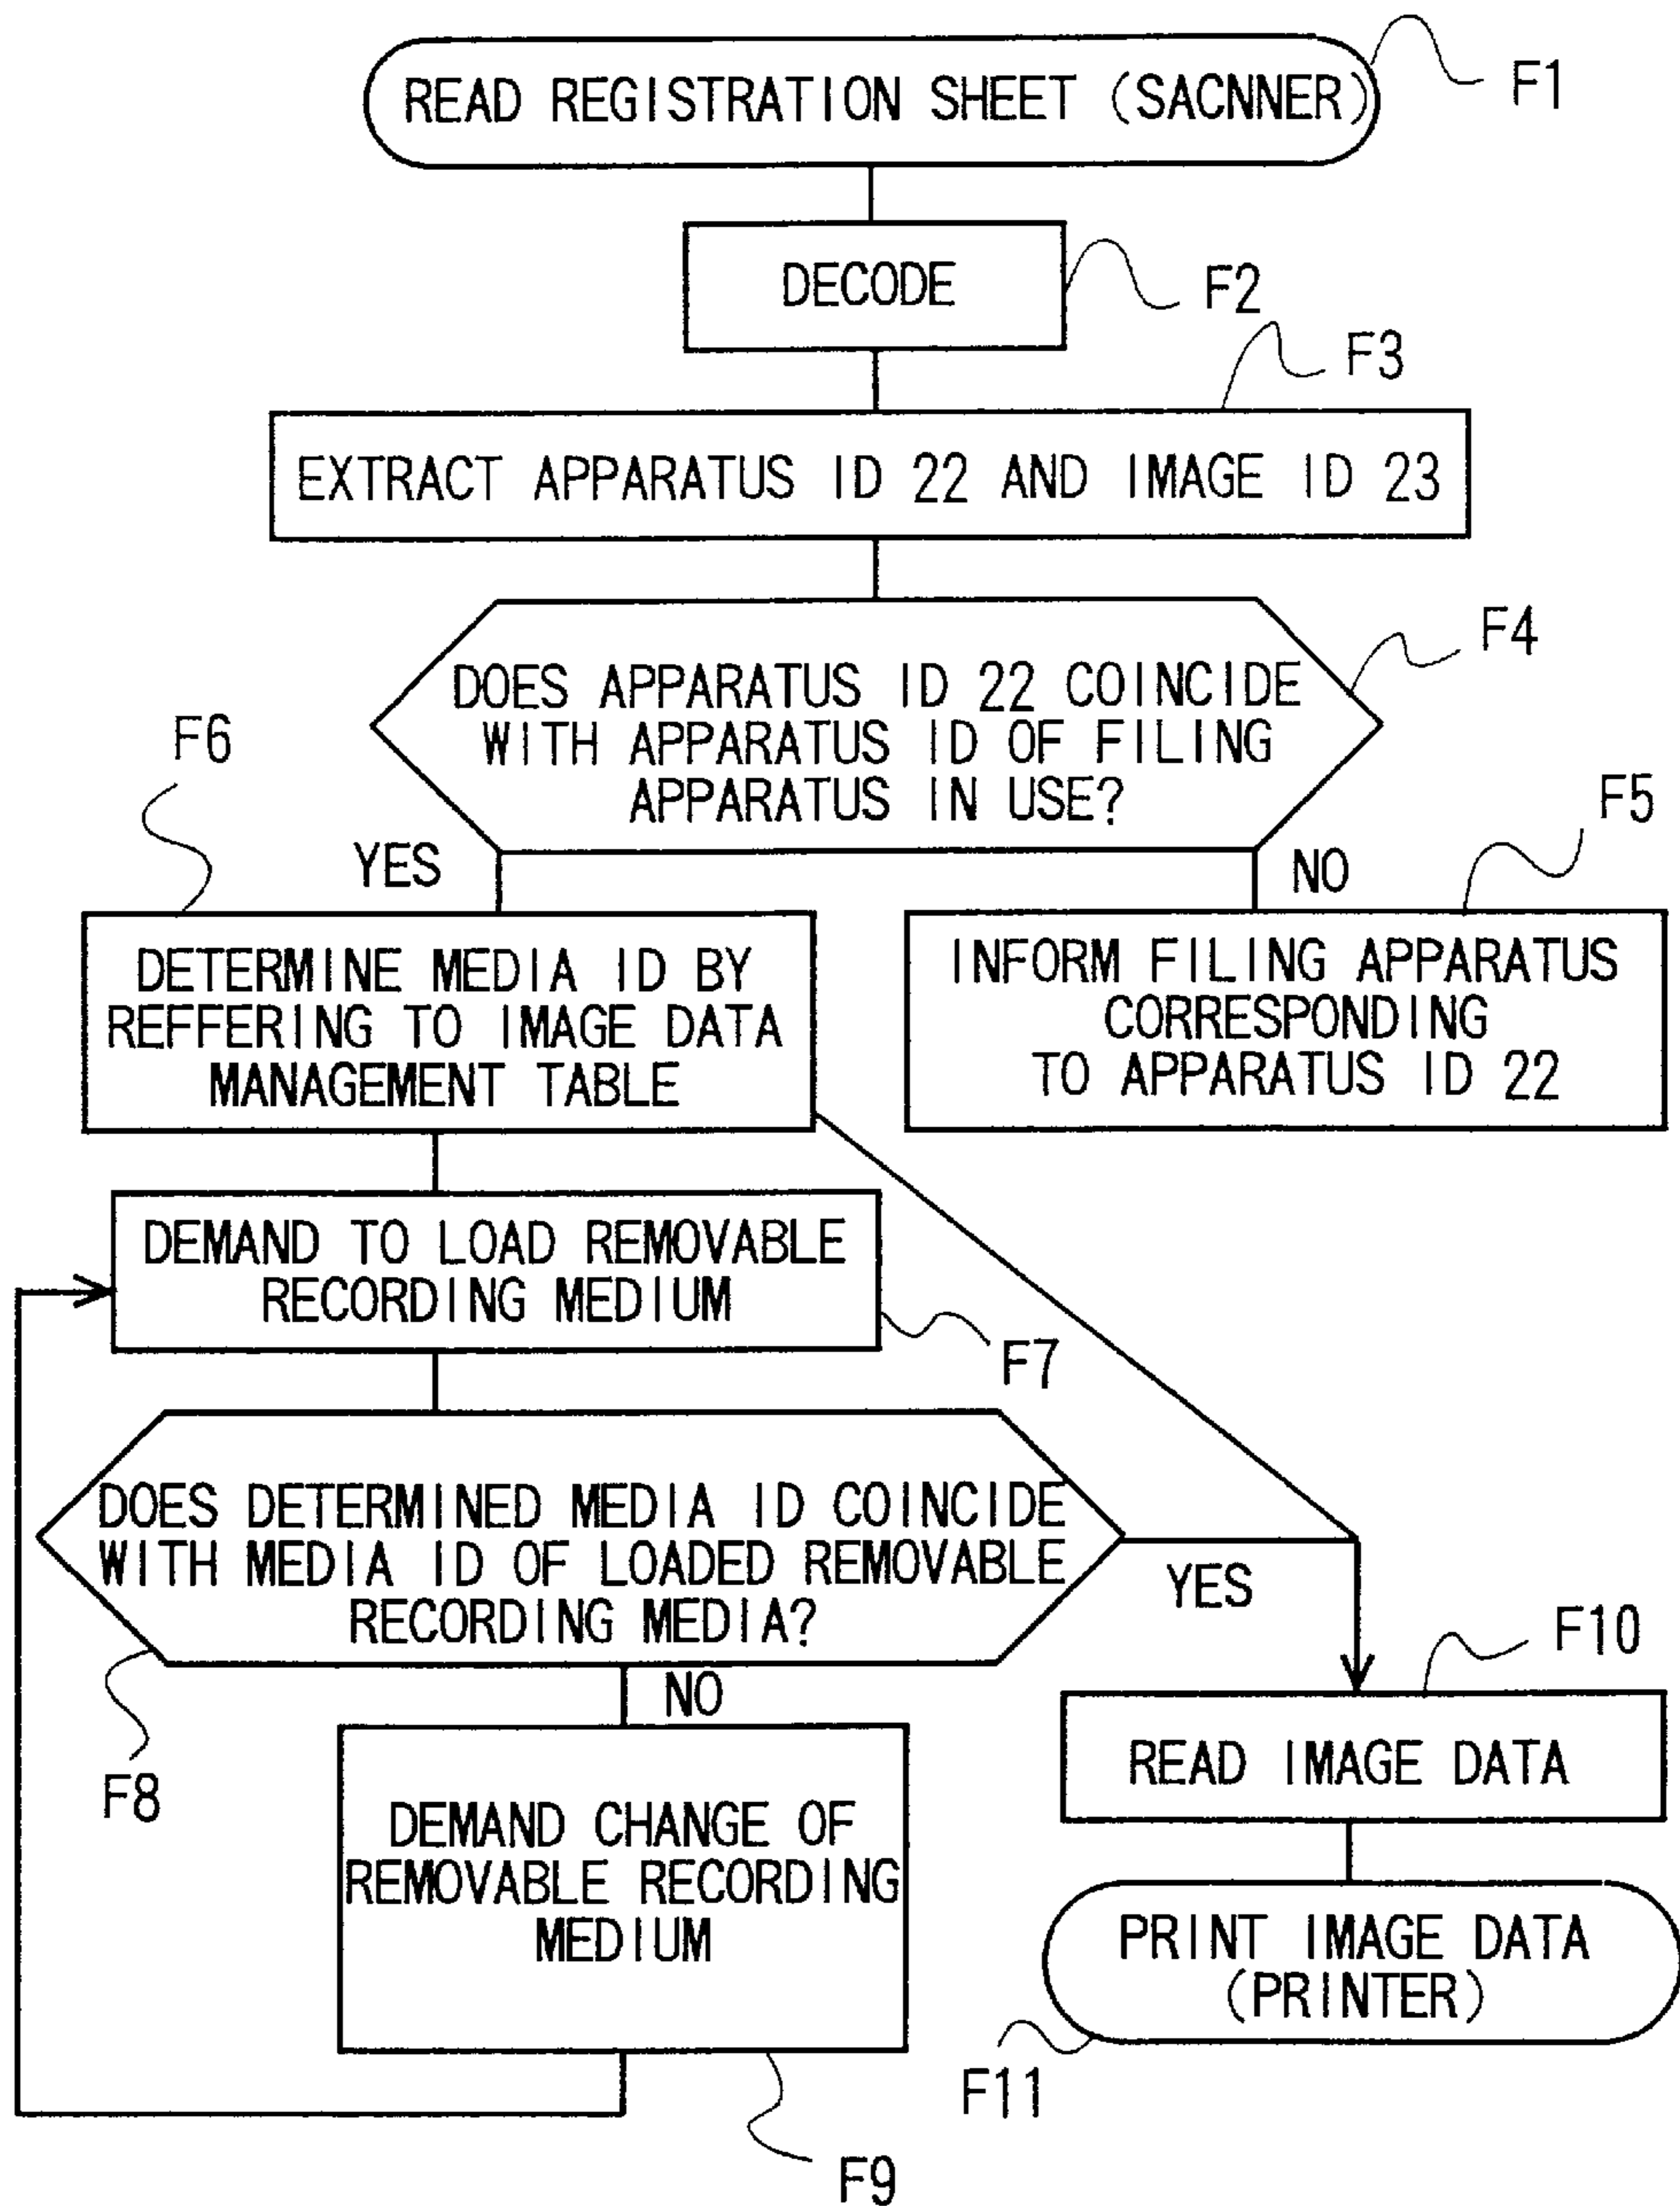 READ REGISTRATION SHEET (SACNNER)
F1
DECODE
F2
F3
EXTRACT APPARATUS ID 22 AND IMAGE ID 23
F4
DOES APPARATUS ID 22 COINCIDE
WITH APPARATUS ID OF FILING
APPARATUS IN USE?
F6
F5
YES
NO
DETERMINE MEDIA ID BY
REFFERING TO IMAGE DATA
MANAGEMENT TABLE
INFORM FILING APPARATUS
CORRESPONDING
TO APPARATUS ID 22
DEMAND TO LOAD REMOVABLE
RECORDING MEDIUM
F7
DOES DETERMINED MEDIA ID COINCIDE
WITH MEDIA ID OF LOADED REMOVABLE
RECORDING MEDIA?
YES
F10
NO
F8
READ IMAGE DATA
DEMAND CHANGE OF
REMOVABLE RECORDING
MEDIUM
PRINT IMAGE DATA
(PRINTER)
F11
F9